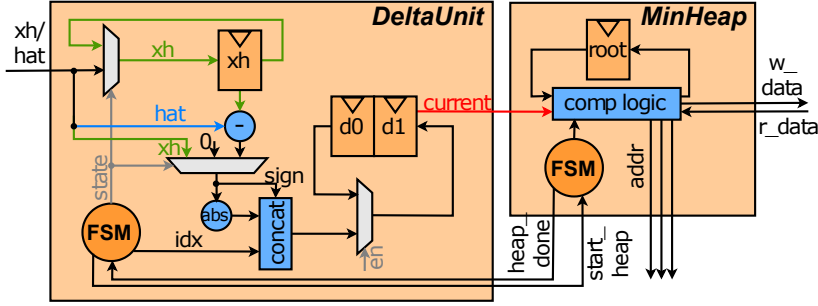 DeltaUnit
MinHeap
xh/
hat
xh
xh
root
w_
data
comp logic
current
hat
-
d0 d1
r_data
xh
0
state
sign
FSM
addr
abs
concat
FSM
idx
en
heap_
done
start_
heap